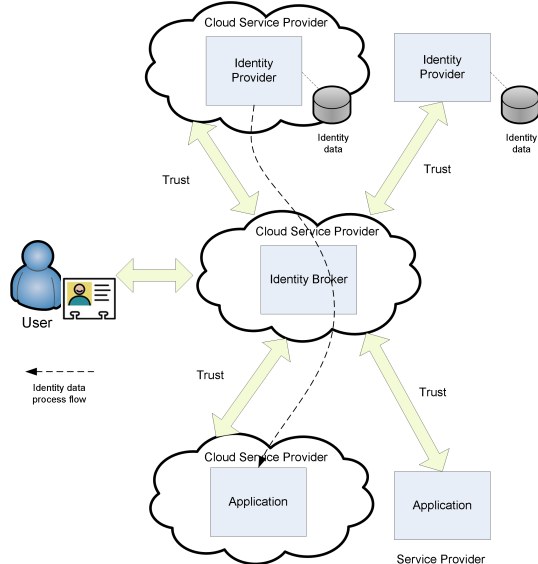 Cloud Service Provider
Identity
Provider
Identity
data
Identity
Provider
Identity
data
Trust
Trust
Cloud Service Provider
Identity Broker
User
Identity data
process flow
Trust
Trust
Cloud Service Provider
Application
Application
Service Provider